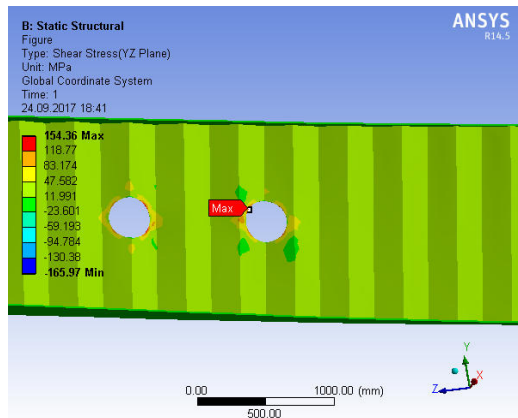 B: Static Structural
Figure
Type: Shear Stress(YZ Plane)
Unit: MPa
Global Coordinate System
Time: 1
24.09.2017 18:41
ANSYS
R14.5
154.36 Max
118.77
83.174
47.582
11.991
-23.601
-59.193
-94.784
-130.38
-165.97 Min
Max
Y
X
Z
0.00 1000.00 (mm)
500.00